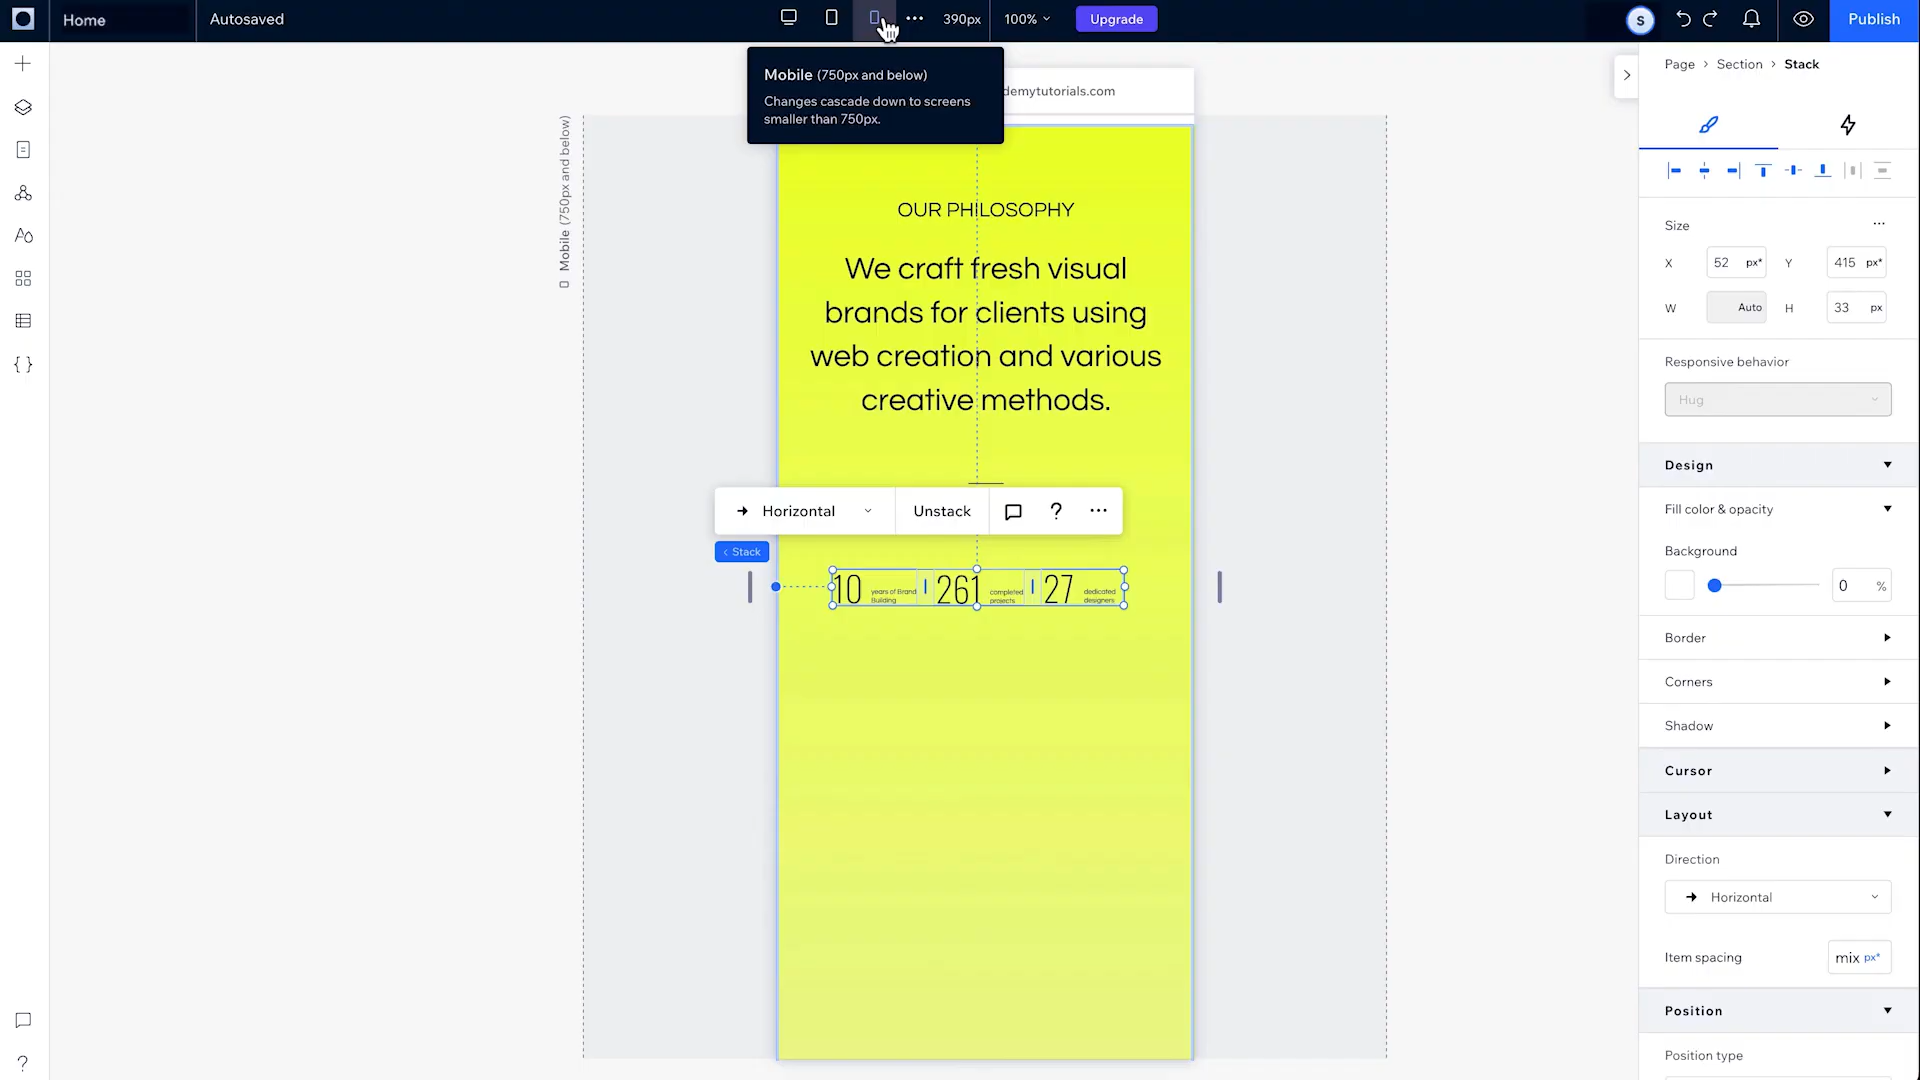 Home
Autosaved
390px
100%
Upgrade
S
Publish
Mobile (750px and below)
Changes cascade down to screens
smaller than 750px.
demytutorials.com
Mobile (750px and below)
OUR PHILOSOPHY
We craft fresh visual
brands for clients using
web creation and various
creative methods.
Horizontal
Unstack
?
< Stack
10
years of Brand
Building
261
completed
projects
27
dedicated
designers
Page > Section > Stack
Size
X 52 px* Y 415 px*
W Auto H 33 px
Responsive behavior
Hug
Design
Fill color & opacity
Background
0 %
Border
Corners
Shadow
Cursor
Layout
Direction
Horizontal
Item spacing
mix px*
Position
Position type
{ }
?